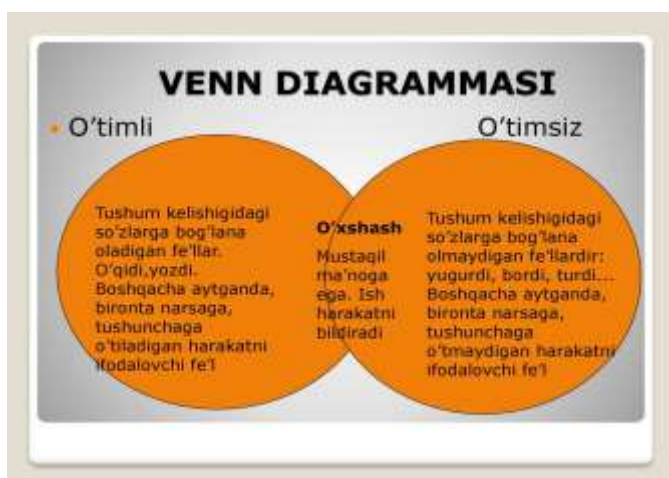 VENN DIAGRAMMASI
O'timli
O'timsiz
Tushum kelishigidagi
so'zlarga bog'lana
oladigan fe'llar.
O'qidi,yozdi.
Boshqacha aytganda,
bironta narsaga,
tushunchaga
o'tiladigan harakatni
ifodalovchi fe'l
O'xshash
Mustaqil
ma'noga
ega. Ish
harakatni
bildiradi
Tushum kelishigidagi
so'zlarga bog'lana
olmaydigan fe'llardir:
yugurdi, bordi, turdi...
Boshqacha aytganda,
bironta narsaga,
tushunchaga
o'tmaydigan harakatni
ifodalovchi fe'l